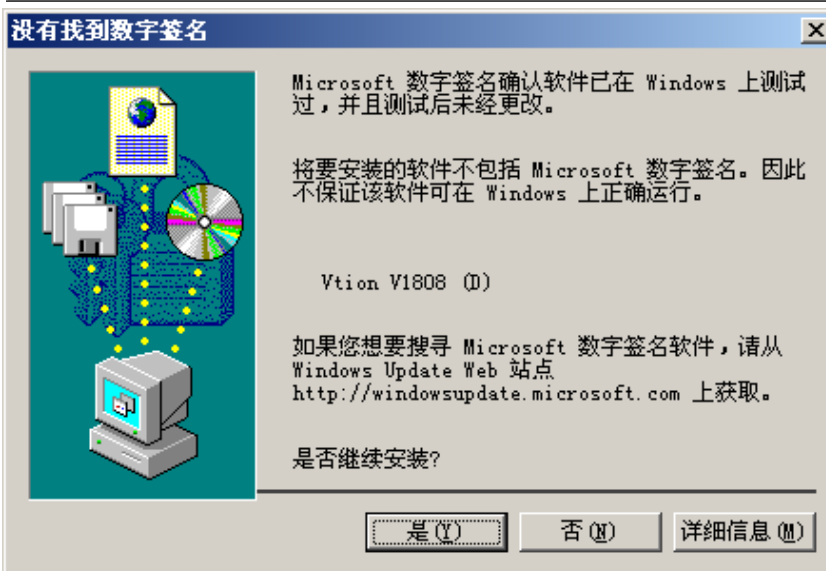 没有找到数字签名
Microsoft 数字签名确认软件已在 Windows 上测试
过，并且测试后未经更改。
将要安装的软件不包括 Microsoft 数字签名。因此
不保证该软件可在 Windows 上正确运行。
Vtion V1808 (D)
如果您想要搜寻 Microsoft 数字签名软件，请从
Windows Update Web 站点
http://windowsupdate.microsoft.com 上获取。
是否继续安装?
是(Y)
否(N)
详细信息(M)